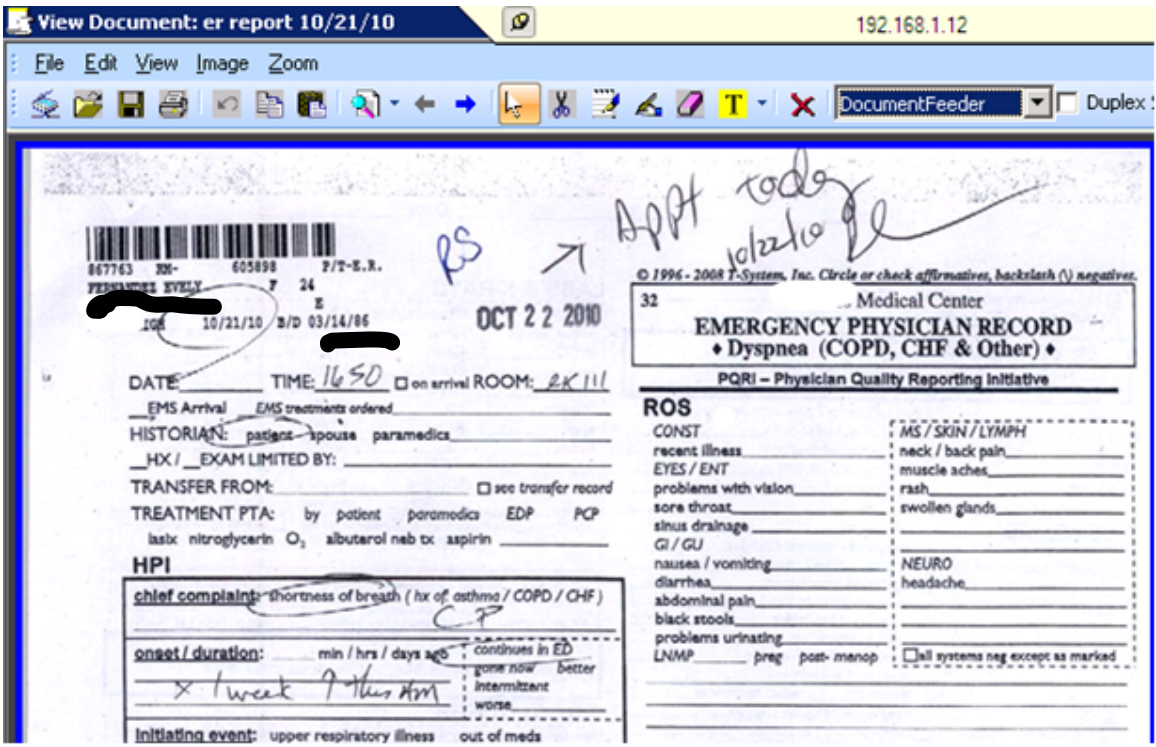 View Document: er report 10/21/10
192.168.1.12
File Edit View Image Zoom
T DocumentFeeder Duplex
Appt today
10/22/10
RS
867763 RM- 605898 P/T-E.R.
FERNANDEZ EVELY F 24
E
10/21/10 B/D 03/14/86
OCT 22 2010
DATE: TIME: 1650 on arrival ROOM:
EMS Arrival EMS treatments ordered
HISTORIAN: patient spouse paramedics
HX / EXAM LIMITED BY:
TRANSFER FROM: see transfer record
TREATMENT PTA: by patient paramedics EDP PCP
lasix nitroglycerin O₂ albuterol neb tx aspirin
HPI
chief complaint: shortness of breath ( hx of asthma / COPD / CHF )
CP
onset / duration: min / hrs / days ago
x 1 week ↑ this AM
continues in ED
gone now better
intermittent
worse
Initiating event: upper respiratory illness out of meds
© 1996 - 2008 T-System, Inc. Circle or check affirmatives, backslash (\) negatives.
32 Medical Center
EMERGENCY PHYSICIAN RECORD
♦ Dyspnea (COPD, CHF & Other) ♦
PQRI – Physician Quality Reporting Initiative
ROS
CONST
recent illness
EYES / ENT
problems with vision
sore throat
sinus drainage
GI / GU
nausea / vomiting
diarrhea
abdominal pain
black stools
problems urinating
LNMP preg post- menop
MS / SKIN / LYMPH
neck / back pain
muscle aches
rash
swollen glands
NEURO
headache
all systems neg except as marked